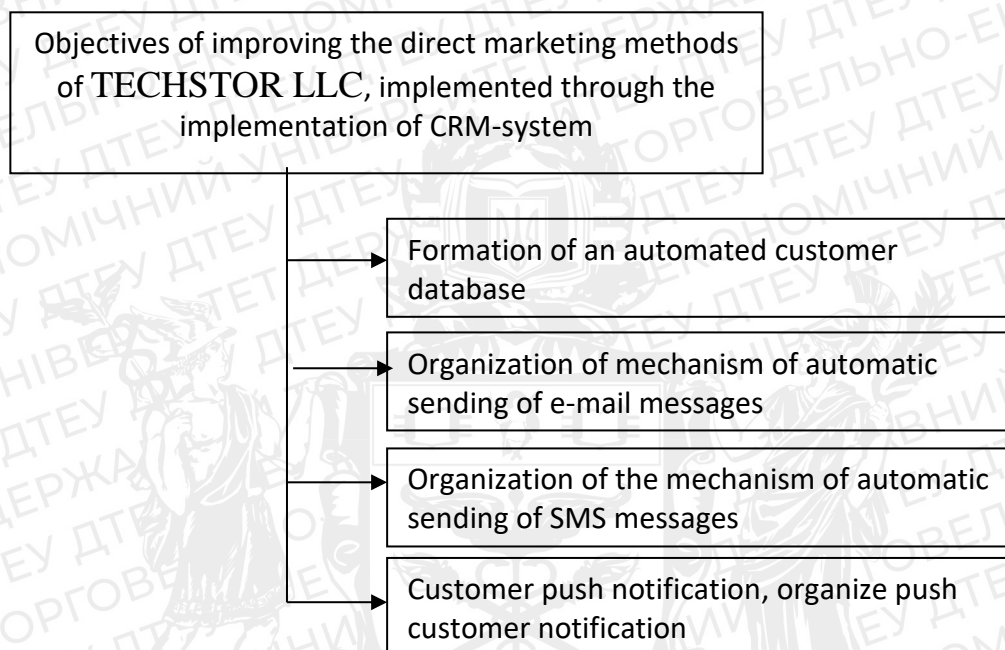 Objectives of improving the direct marketing methods
of TECHSTOR LLC, implemented through the
implementation of CRM-system
Formation of an automated customer
database
Organization of mechanism of automatic
sending of e-mail messages
Organization of the mechanism of automatic
sending of SMS messages
Customer push notification, organize push
customer notification